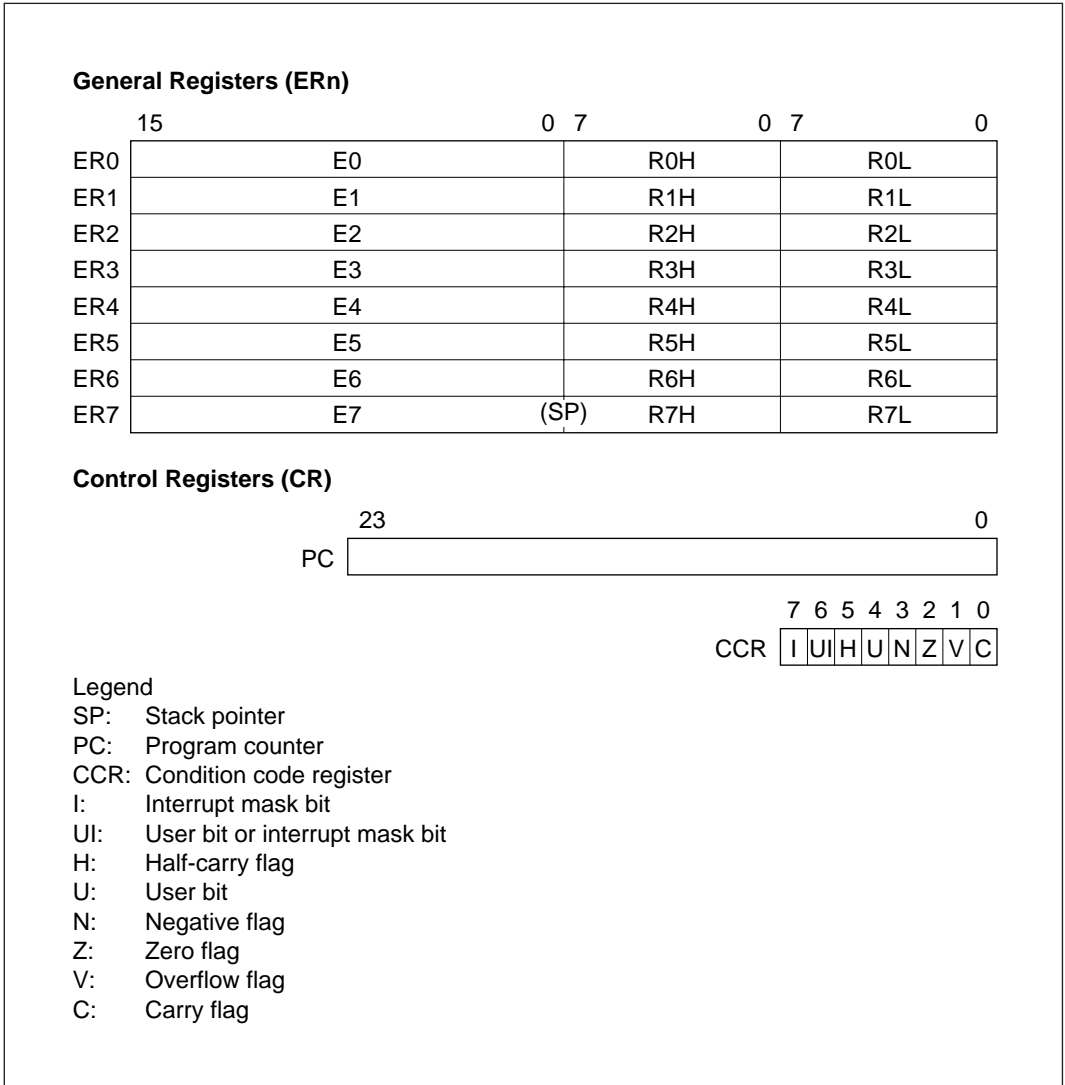 General Registers (ERn)
15 0 7 0 7 0
ER0 E0 R0H R0L
ER1 E1 R1H R1L
ER2 E2 R2H R2L
ER3 E3 R3H R3L
ER4 E4 R4H R4L
ER5 E5 R5H R5L
ER6 E6 R6H R6L
ER7 E7 (SP) R7H R7L
Control Registers (CR)
23 0
PC
7 6 5 4 3 2 1 0
CCR I UI H U N Z V C
Legend
SP: Stack pointer
PC: Program counter
CCR: Condition code register
I: Interrupt mask bit
UI: User bit or interrupt mask bit
H: Half-carry flag
U: User bit
N: Negative flag
Z: Zero flag
V: Overflow flag
C: Carry flag